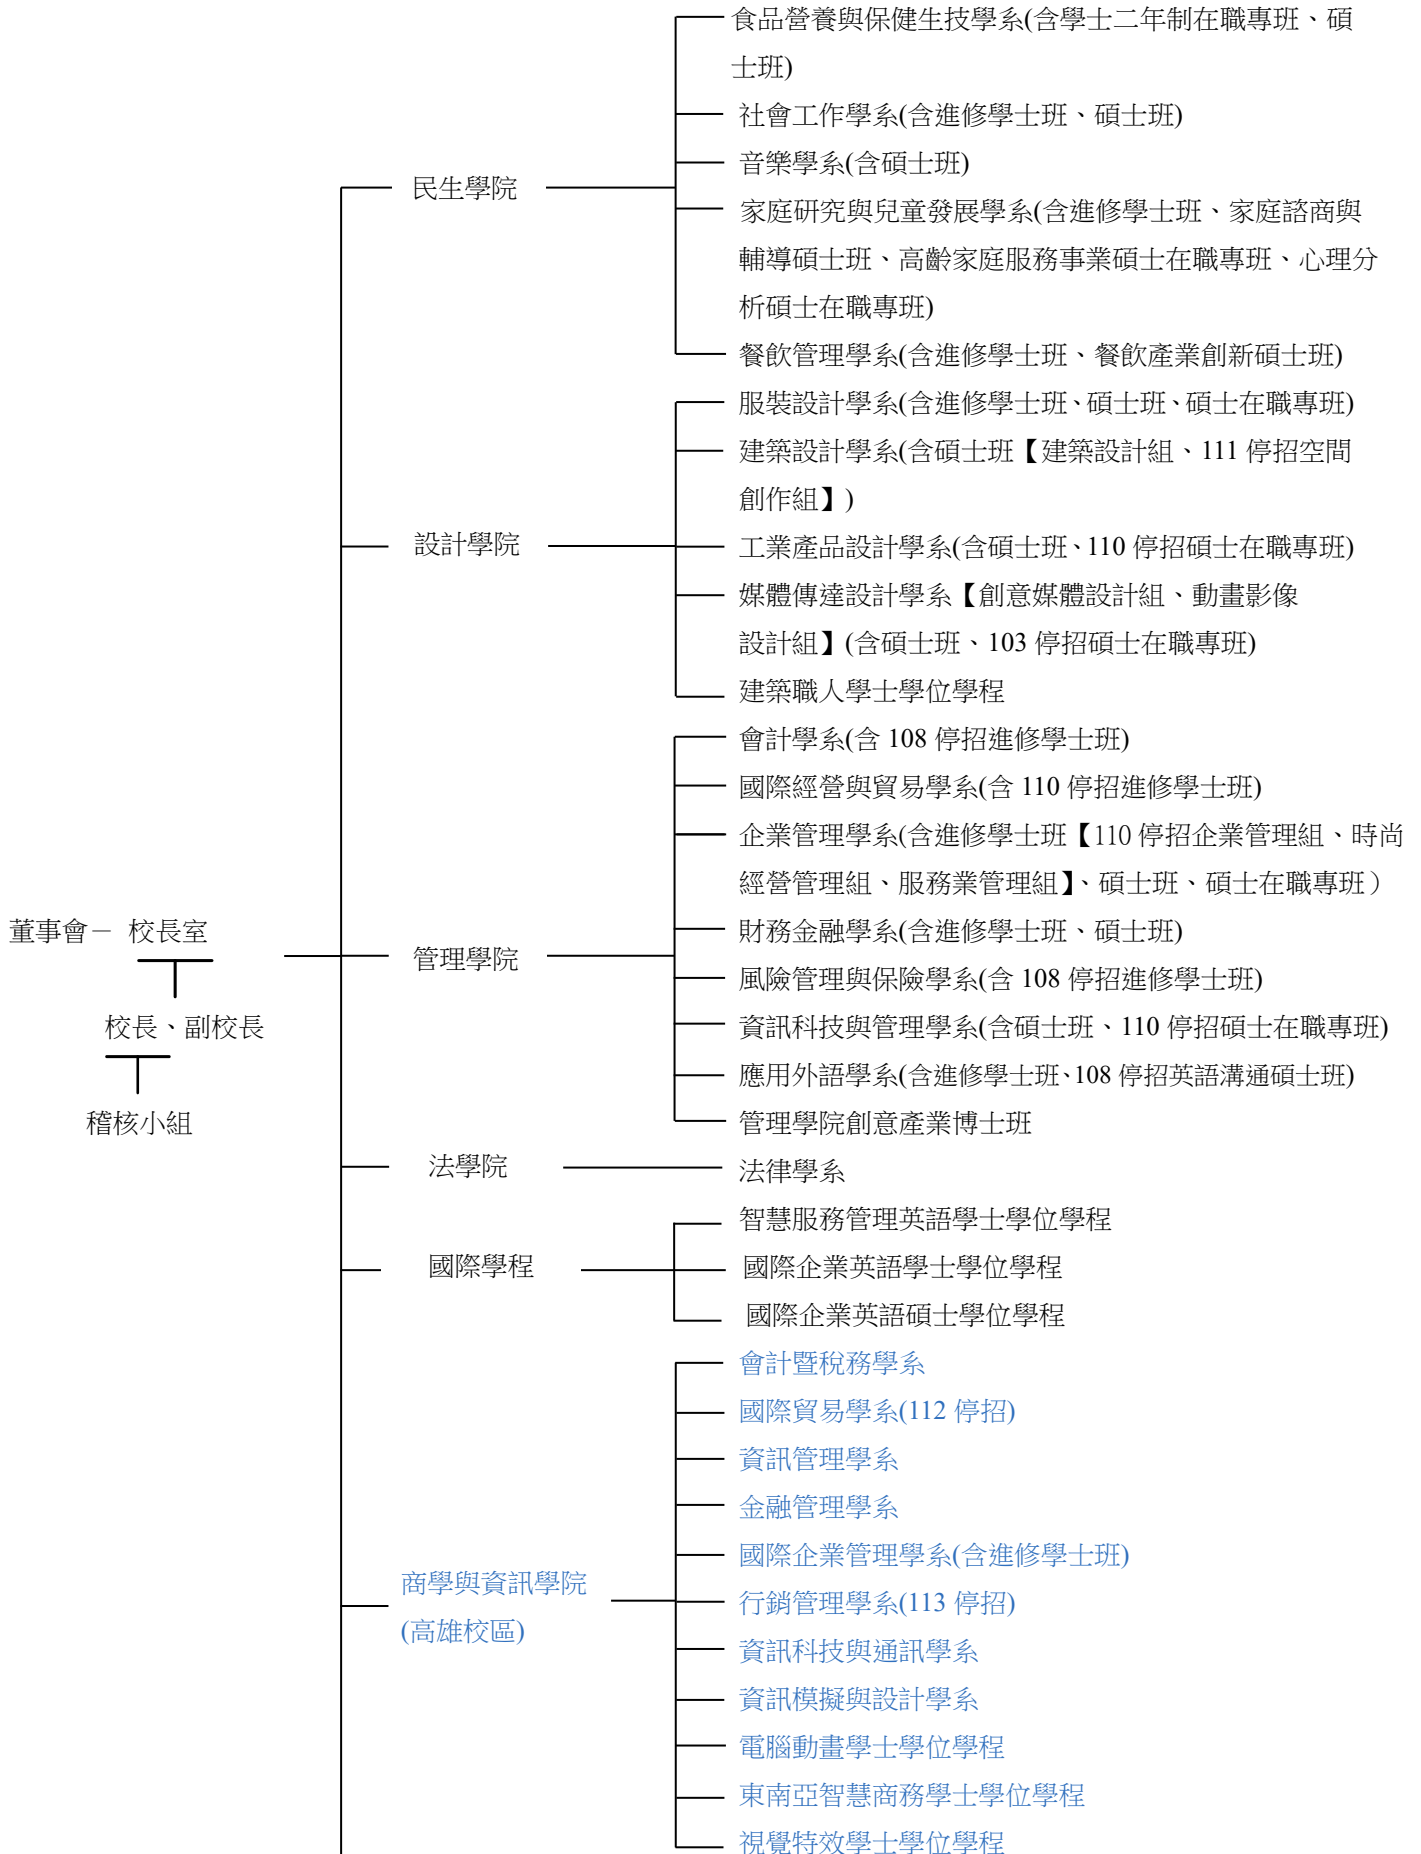 食品營養與保健生技學系(含學士二年制在職專班、碩
士班)
社會工作學系(含進修學士班、碩士班)
音樂學系(含碩士班)
民生學院
家庭研究與兒童發展學系(含進修學士班、家庭諮商與
輔導碩士班、高齡家庭服務事業碩士在職專班、心理分
析碩士在職專班)
餐飲管理學系(含進修學士班、餐飲產業創新碩士班)
服裝設計學系(含進修學士班、碩士班、碩士在職專班)
建築設計學系(含碩士班【建築設計組、111 停招空間
創作組】)
設計學院
工業產品設計學系(含碩士班、110 停招碩士在職專班)
媒體傳達設計學系【創意媒體設計組、動畫影像
設計組】(含碩士班、103 停招碩士在職專班)
建築職人學士學位學程
會計學系(含 108 停招進修學士班)
國際經營與貿易學系(含 110 停招進修學士班)
企業管理學系(含進修學士班【110 停招企業管理組、時尚
經營管理組、服務業管理組】、碩士班、碩士在職專班）
董事會－ 校長室
財務金融學系(含進修學士班、碩士班)
管理學院
風險管理與保險學系(含 108 停招進修學士班)
校長、副校長
資訊科技與管理學系(含碩士班、110 停招碩士在職專班)
應用外語學系(含進修學士班、108 停招英語溝通碩士班)
稽核小組
管理學院創意產業博士班
法學院
法律學系
智慧服務管理英語學士學位學程
國際學程
國際企業英語學士學位學程
國際企業英語碩士學位學程
會計暨稅務學系
國際貿易學系(112 停招)
資訊管理學系
金融管理學系
國際企業管理學系(含進修學士班)
商學與資訊學院
(高雄校區)
行銷管理學系(113 停招)
資訊科技與通訊學系
資訊模擬與設計學系
電腦動畫學士學位學程
東南亞智慧商務學士學位學程
視覺特效學士學位學程